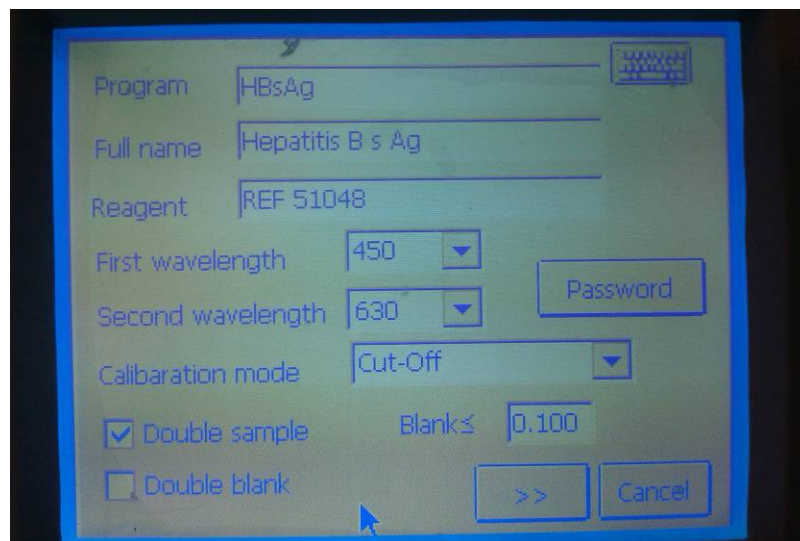 Program HBsAg
Full name Hepatitis B s Ag
Reagent REF 51048
First wavelength 450
Password
Second wavelength 630
Calibaration mode Cut-Off
Double sample Blank≤ 0.100
Double blank >> Cancel